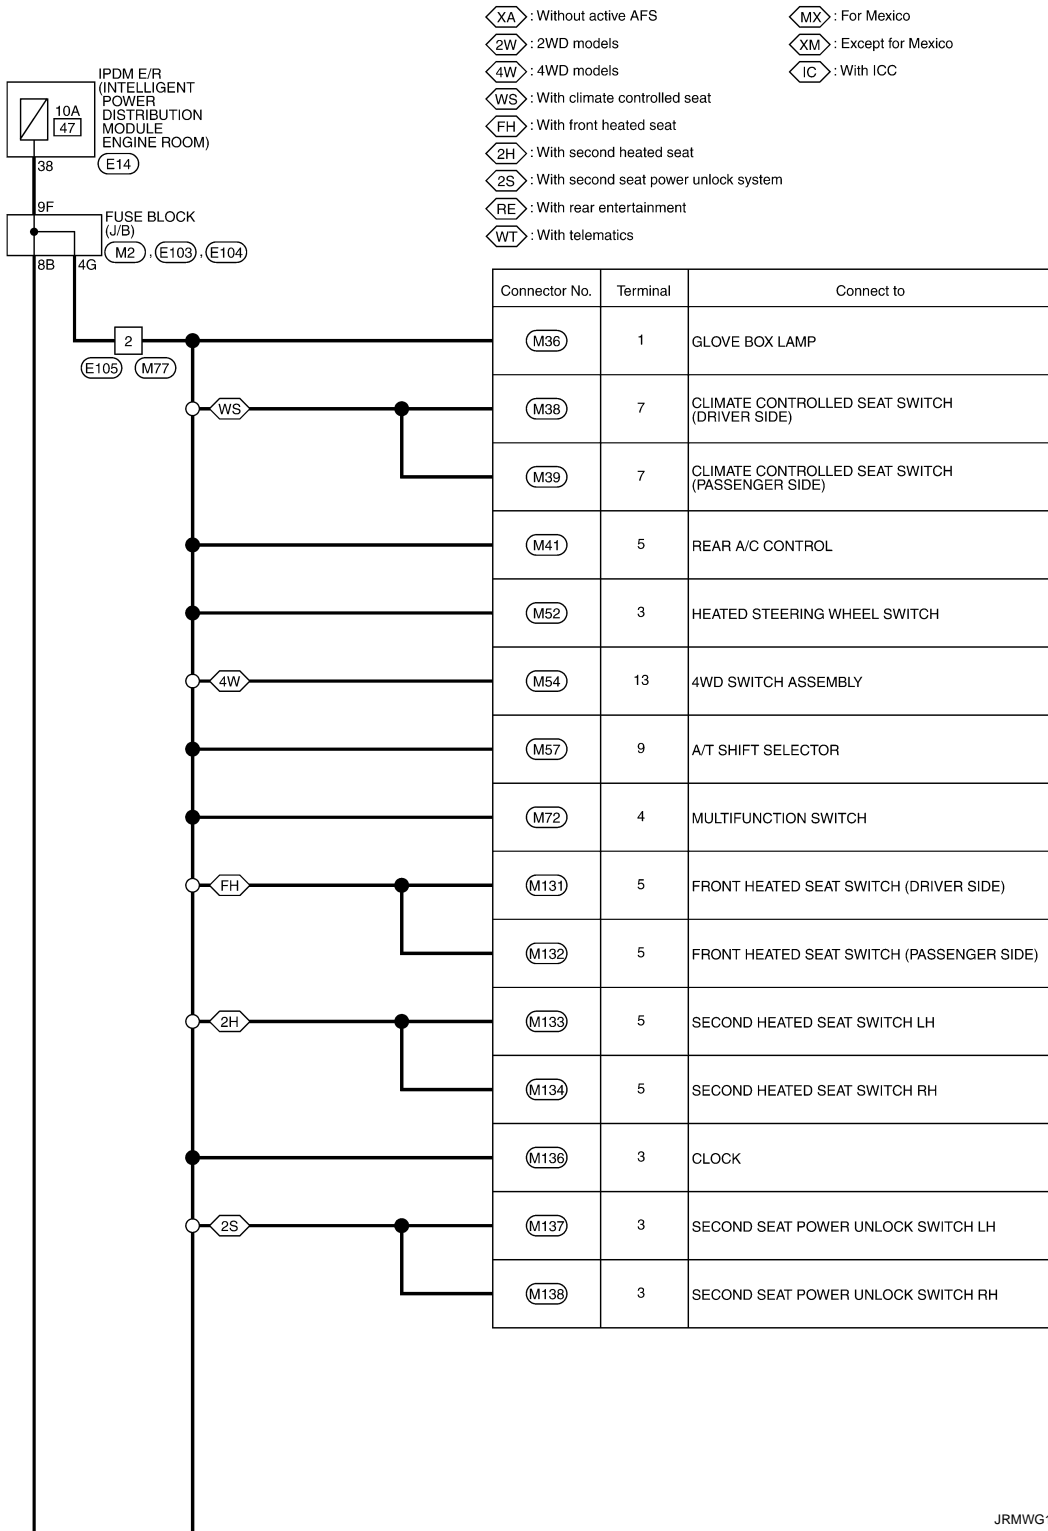 XA : Without active AFS
MX : For Mexico
2W : 2WD models
XM : Except for Mexico
4W : 4WD models
IC : With ICC
WS : With climate controlled seat
FH : With front heated seat
2H : With second heated seat
2S : With second seat power unlock system
RE : With rear entertainment
WT : With telematics
IPDM E/R
(INTELLIGENT
POWER
DISTRIBUTION
MODULE
ENGINE ROOM)
10A
47
E14
38
9F
FUSE BLOCK
(J/B)
M2 , E103 , E104
8B 4G
2
E105 M77
Connector No. Terminal Connect to
M36 1 GLOVE BOX LAMP
WS M38 7 CLIMATE CONTROLLED SEAT SWITCH
(DRIVER SIDE)
M39 7 CLIMATE CONTROLLED SEAT SWITCH
(PASSENGER SIDE)
M41 5 REAR A/C CONTROL
M52 3 HEATED STEERING WHEEL SWITCH
4W M54 13 4WD SWITCH ASSEMBLY
M57 9 A/T SHIFT SELECTOR
M72 4 MULTIFUNCTION SWITCH
FH M131 5 FRONT HEATED SEAT SWITCH (DRIVER SIDE)
M132 5 FRONT HEATED SEAT SWITCH (PASSENGER SIDE)
2H M133 5 SECOND HEATED SEAT SWITCH LH
M134 5 SECOND HEATED SEAT SWITCH RH
M136 3 CLOCK
2S M137 3 SECOND SEAT POWER UNLOCK SWITCH LH
M138 3 SECOND SEAT POWER UNLOCK SWITCH RH